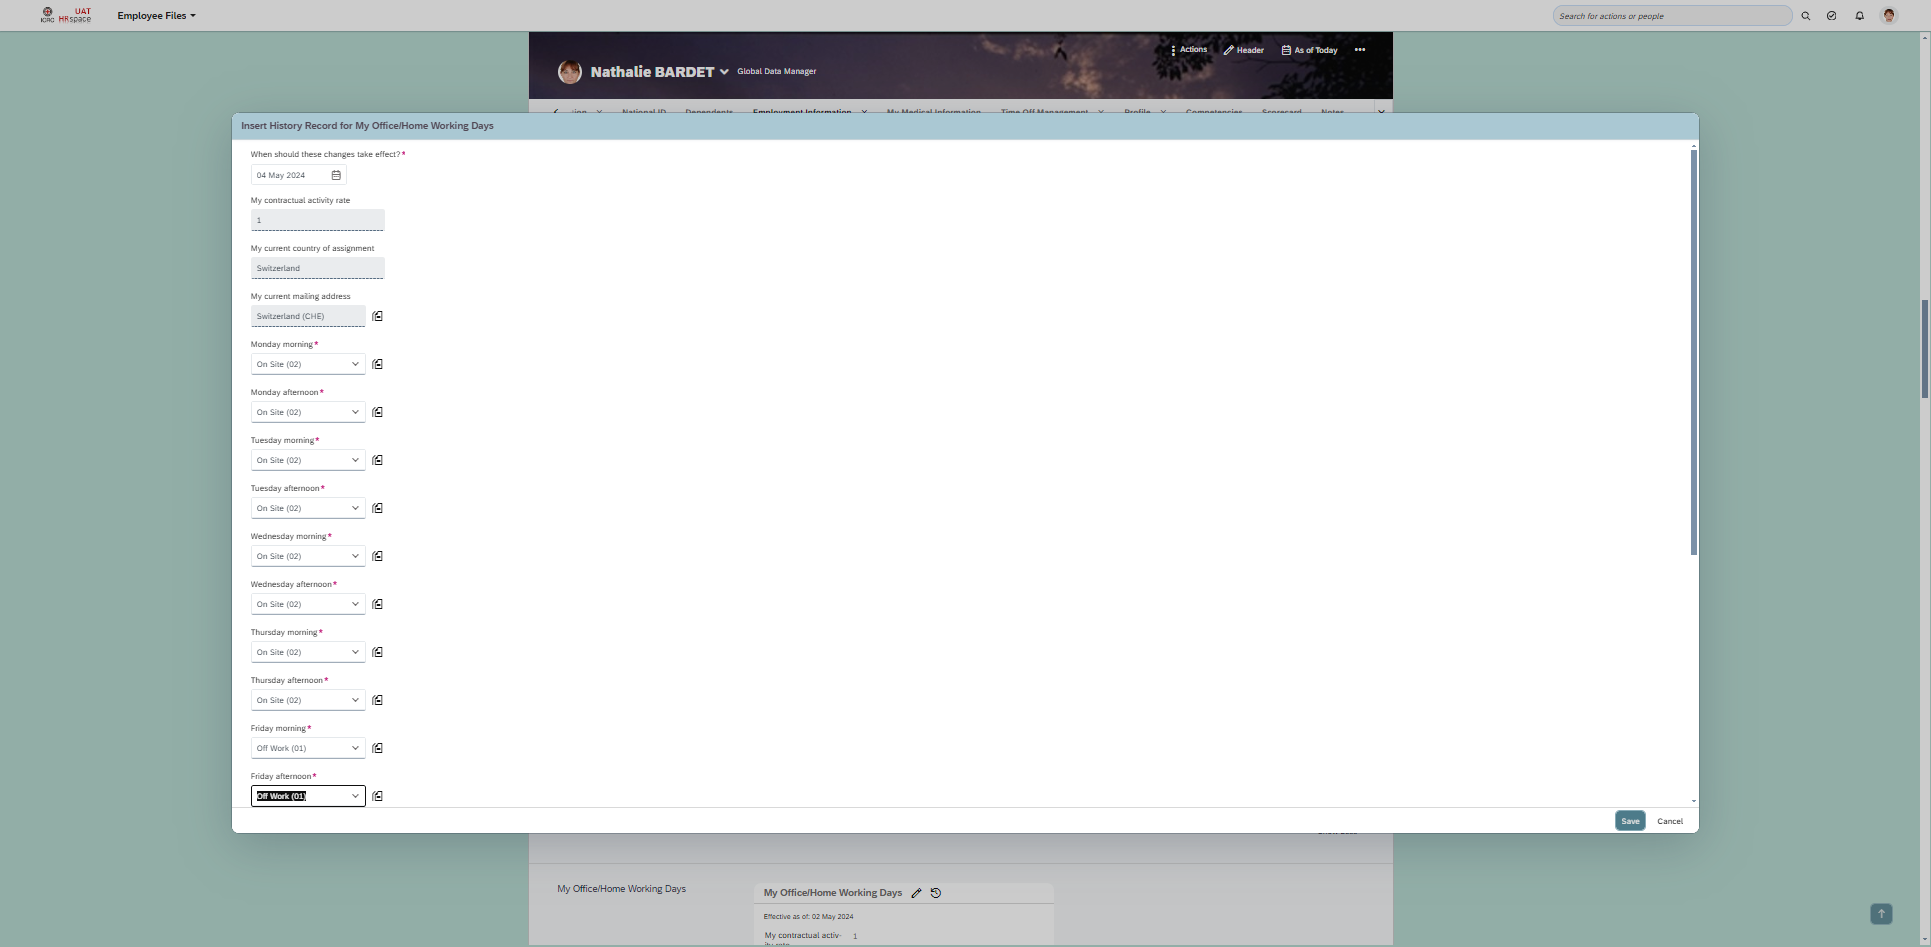 ICRC
UAT
HRspace
Employee Files
Search for actions or people
Actions
Header
As of Today
Nathalie BARDET
Global Data Manager
National ID
Dependents
Employment Information
My Medical Information
Time Off Management
Profile
Competencies
Scorecard
Notes
Insert History Record for My Office/Home Working Days
When should these changes take effect?*
04 May 2024
My contractual activity rate
1
My current country of assignment
Switzerland
My current mailing address
Switzerland (CHE)
Monday morning*
On Site (02)
Monday afternoon*
On Site (02)
Tuesday morning*
On Site (02)
Tuesday afternoon*
On Site (02)
Wednesday morning*
On Site (02)
Wednesday afternoon*
On Site (02)
Thursday morning*
On Site (02)
Thursday afternoon*
On Site (02)
Friday morning*
Off Work (01)
Friday afternoon*
Off Work (01)
Save
Cancel
My Office/Home Working Days
My Office/Home Working Days
Effective as of: 02 May 2024
My contractual activ-
1